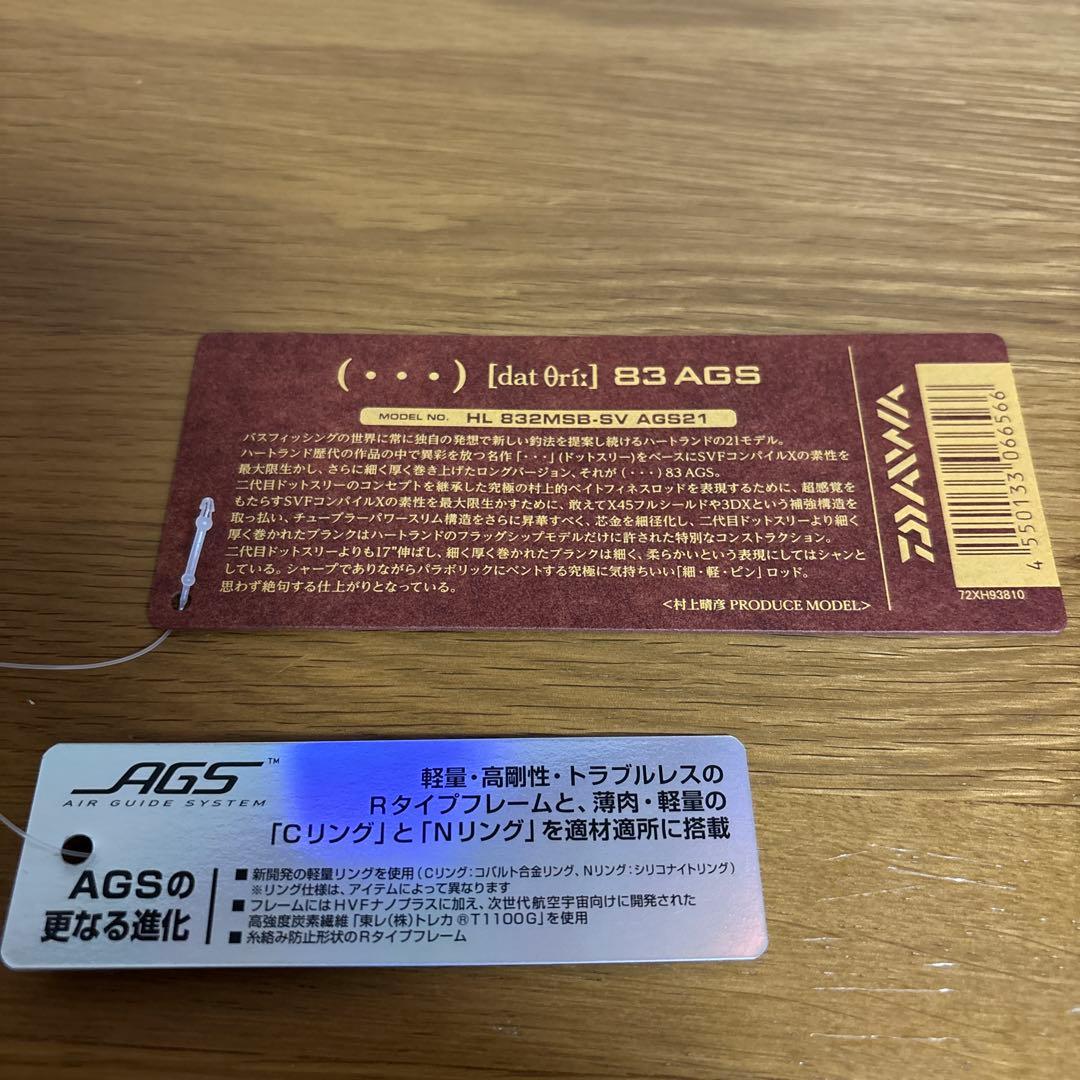 (・・・) [dat θríː] 83 AGS
MODEL NO. HL 832MSB-SV AGS21
バスフィッシングの世界に常に独自の発想で新しい釣法を提案し続けるハートランドの21モデル。
ハートランド歴代の作品の中で異彩を放つ名作「・・・」(ドットスリー)をベースにSVFコンパイルXの素性を
最大限生かし、さらに細く厚く巻き上げたロングバージョン、それが(・・・)83 AGS。
二代目ドットスリーのコンセプトを継承した究極の村上的ベイトフィネスロッドを表現するために、超感覚を
もたらすSVFコンパイルXの素性を最大限生かすために、敢えてX45フルシールドや3DXという補強構造を
取っ払い、チューブラーパワースリム構造をさらに昇華すべく、芯金を細径化し、二代目ドットスリーより細く
厚く巻かれたブランクはハートランドのフラッグシップモデルだけに許された特別なコンストラクション。
二代目ドットスリーよりも17"伸ばし、細く厚く巻かれたブランクは細く、柔らかいという表現にしてはシャンと
している。シャープでありながらパラボリックにベントする究極に気持ちいい「細・軽・ピン」ロッド。
思わず絶句する仕上がりとなっている。
<村上晴彦 PRODUCE MODEL>
DAIWA
4 550133 066566
72XH93810
AGS™
AIR GUIDE SYSTEM
軽量・高剛性・トラブルレスの
Rタイプフレームと、薄肉・軽量の
「Cリング」と「Nリング」を適材適所に搭載
AGSの
更なる進化
■ 新開発の軽量リングを使用(Cリング:コバルト合金リング、Nリング:シリコナイトリング)
※リング仕様は、アイテムによって異なります
■ フレームにはHVFナノプラスに加え、次世代航空宇宙向けに開発された
高強度炭素繊維「東レ(株)トレカ®T1100G」を使用
■ 糸絡み防止形状のRタイプフレーム